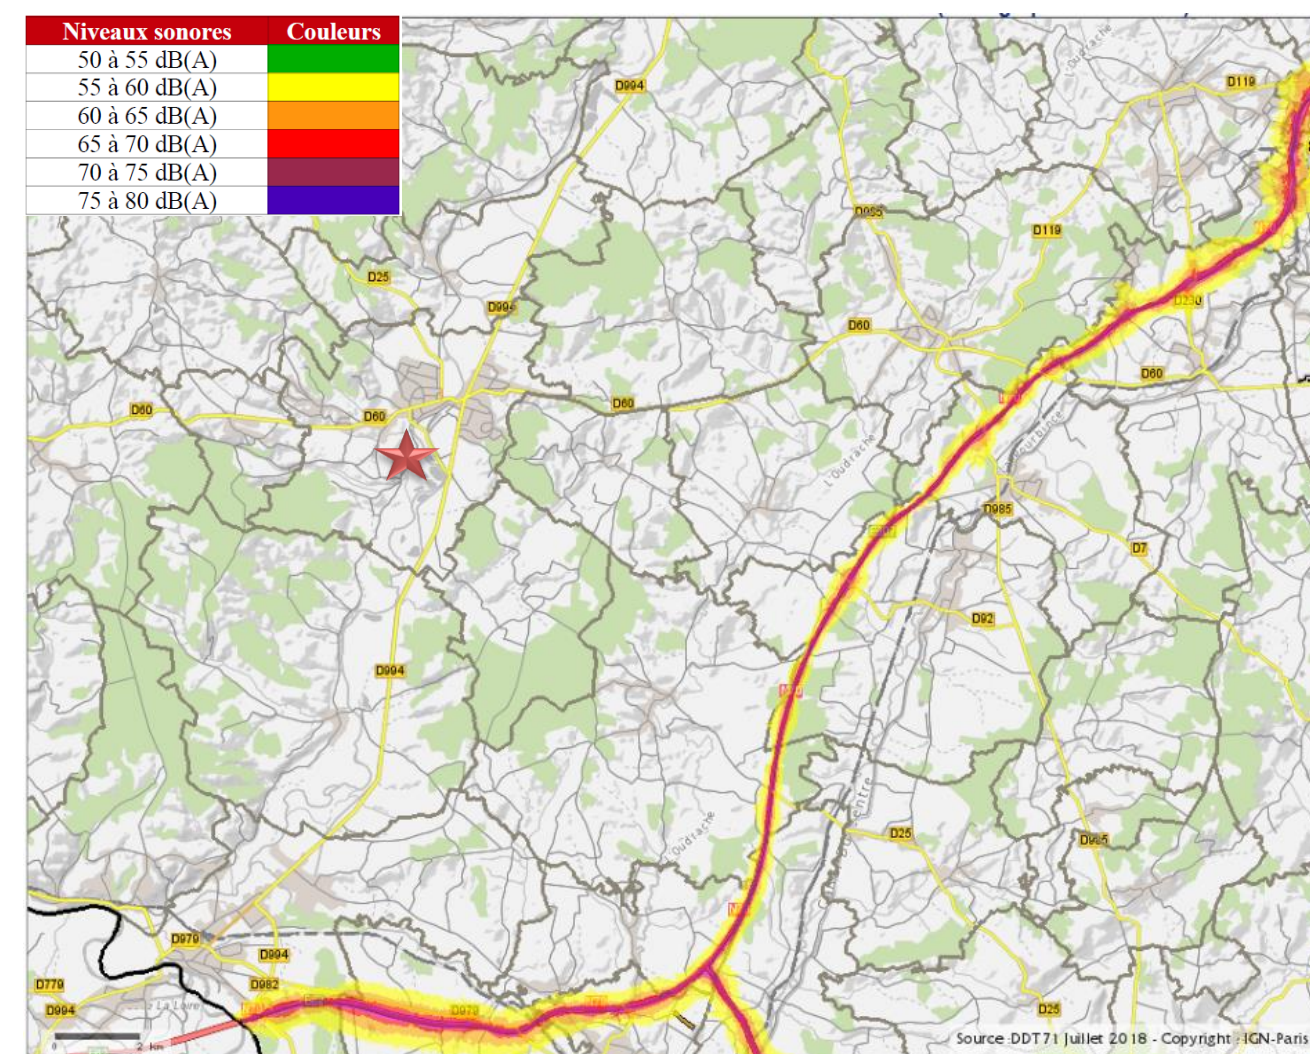 Niveaux sonores Couleurs
50 à 55 dB(A)
55 à 60 dB(A)
60 à 65 dB(A)
65 à 70 dB(A)
70 à 75 dB(A)
75 à 80 dB(A)
L'Oudrache
D994
D119
D985
D119
D25
D994
D230
D60
D60
D60
D60
D60
L'Oudrache
Bourbince
D985
D7
D92
D994
D25
D985
Oudrache
D979
D994
D982
D779
D994
La Loire
D979
D25
0 2 km
Source :DDT71 Juillet 2018 - Copyright : IGN-Paris